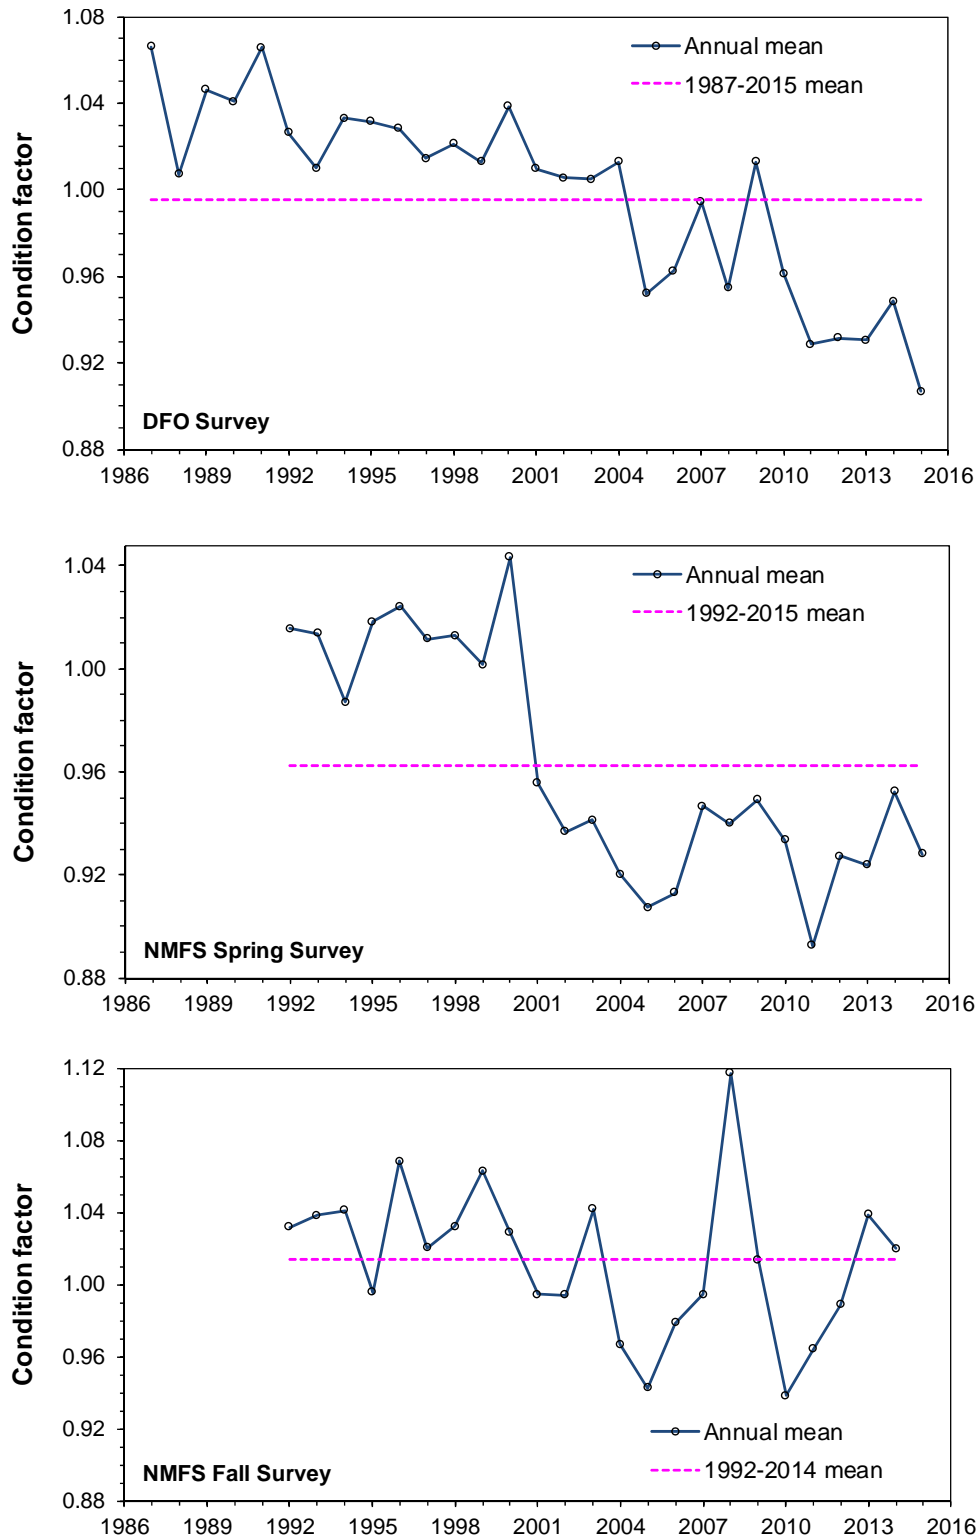 1.08
1.04
1.00
0.96
0.92
0.88
Condition factor
Annual mean
1987-2015 mean
DFO Survey
1986 1989 1992 1995 1998 2001 2004 2007 2010 2013 2016
1.04
1.00
0.96
0.92
0.88
Condition factor
Annual mean
1992-2015 mean
NMFS Spring Survey
1986 1989 1992 1995 1998 2001 2004 2007 2010 2013 2016
1.12
1.08
1.04
1.00
0.96
0.92
0.88
Condition factor
Annual mean
1992-2014 mean
NMFS Fall Survey
1986 1989 1992 1995 1998 2001 2004 2007 2010 2013 2016